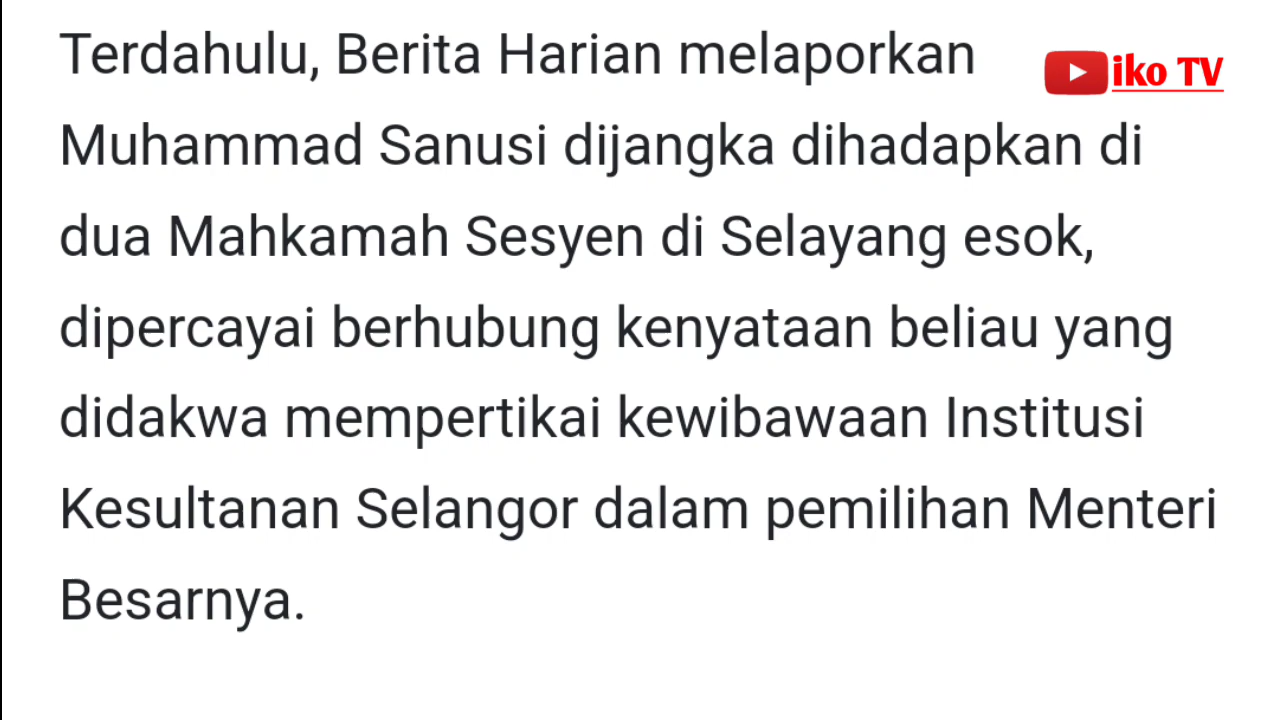 Terdahulu, Berita Harian melaporkan
iko TV
Muhammad Sanusi dijangka dihadapkan di
dua Mahkamah Sesyen di Selayang esok,
dipercayai berhubung kenyataan beliau yang
didakwa mempertikai kewibawaan Institusi
Kesultanan Selangor dalam pemilihan Menteri
Besarnya.